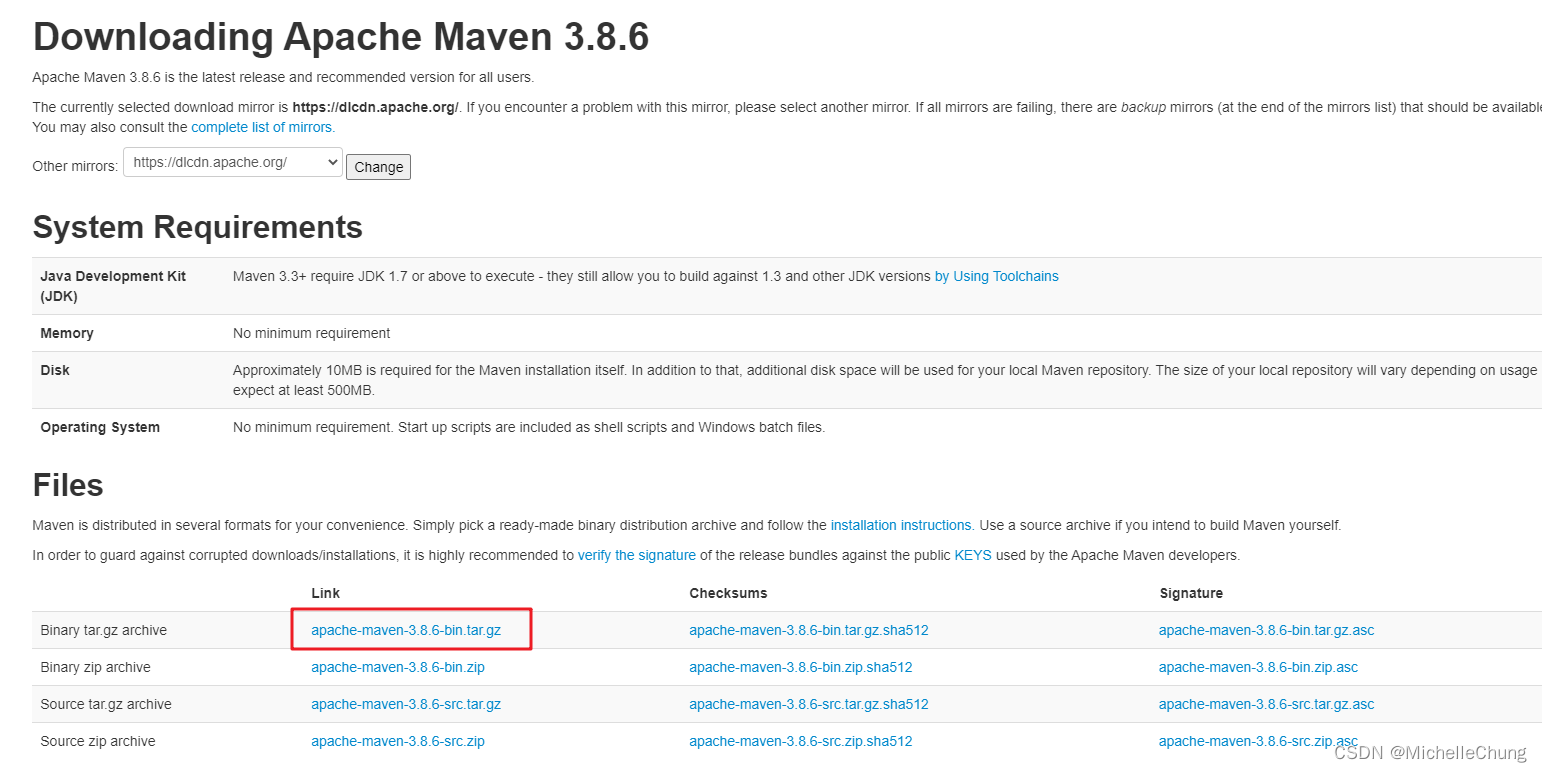 Downloading Apache Maven 3.8.6
Apache Maven 3.8.6 is the latest release and recommended version for all users.
The currently selected download mirror is https://dlcdn.apache.org/. If you encounter a problem with this mirror, please select another mirror. If all mirrors are failing, there are backup mirrors (at the end of the mirrors list) that should be available
You may also consult the complete list of mirrors.
Other mirrors: https://dlcdn.apache.org/ Change
System Requirements
Java Development Kit Maven 3.3+ require JDK 1.7 or above to execute - they still allow you to build against 1.3 and other JDK versions by Using Toolchains
(JDK)
Memory No minimum requirement
Disk Approximately 10MB is required for the Maven installation itself. In addition to that, additional disk space will be used for your local Maven repository. The size of your local repository will vary depending on usage
expect at least 500MB.
Operating System No minimum requirement. Start up scripts are included as shell scripts and Windows batch files.
Files
Maven is distributed in several formats for your convenience. Simply pick a ready-made binary distribution archive and follow the installation instructions. Use a source archive if you intend to build Maven yourself.
In order to guard against corrupted downloads/installations, it is highly recommended to verify the signature of the release bundles against the public KEYS used by the Apache Maven developers.
Link Checksums Signature
Binary tar.gz archive apache-maven-3.8.6-bin.tar.gz apache-maven-3.8.6-bin.tar.gz.sha512 apache-maven-3.8.6-bin.tar.gz.asc
Binary zip archive apache-maven-3.8.6-bin.zip apache-maven-3.8.6-bin.zip.sha512 apache-maven-3.8.6-bin.zip.asc
Source tar.gz archive apache-maven-3.8.6-src.tar.gz apache-maven-3.8.6-src.tar.gz.sha512 apache-maven-3.8.6-src.tar.gz.asc
Source zip archive apache-maven-3.8.6-src.zip apache-maven-3.8.6-src.zip.sha512 apache-maven-3.8.6-src.zip.asc
CSDN @MichelleChung